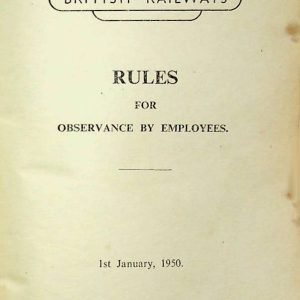 BRITISH RAILWAYS
RULES
FOR
OBSERVANCE BY EMPLOYEES.
1st January, 1950.